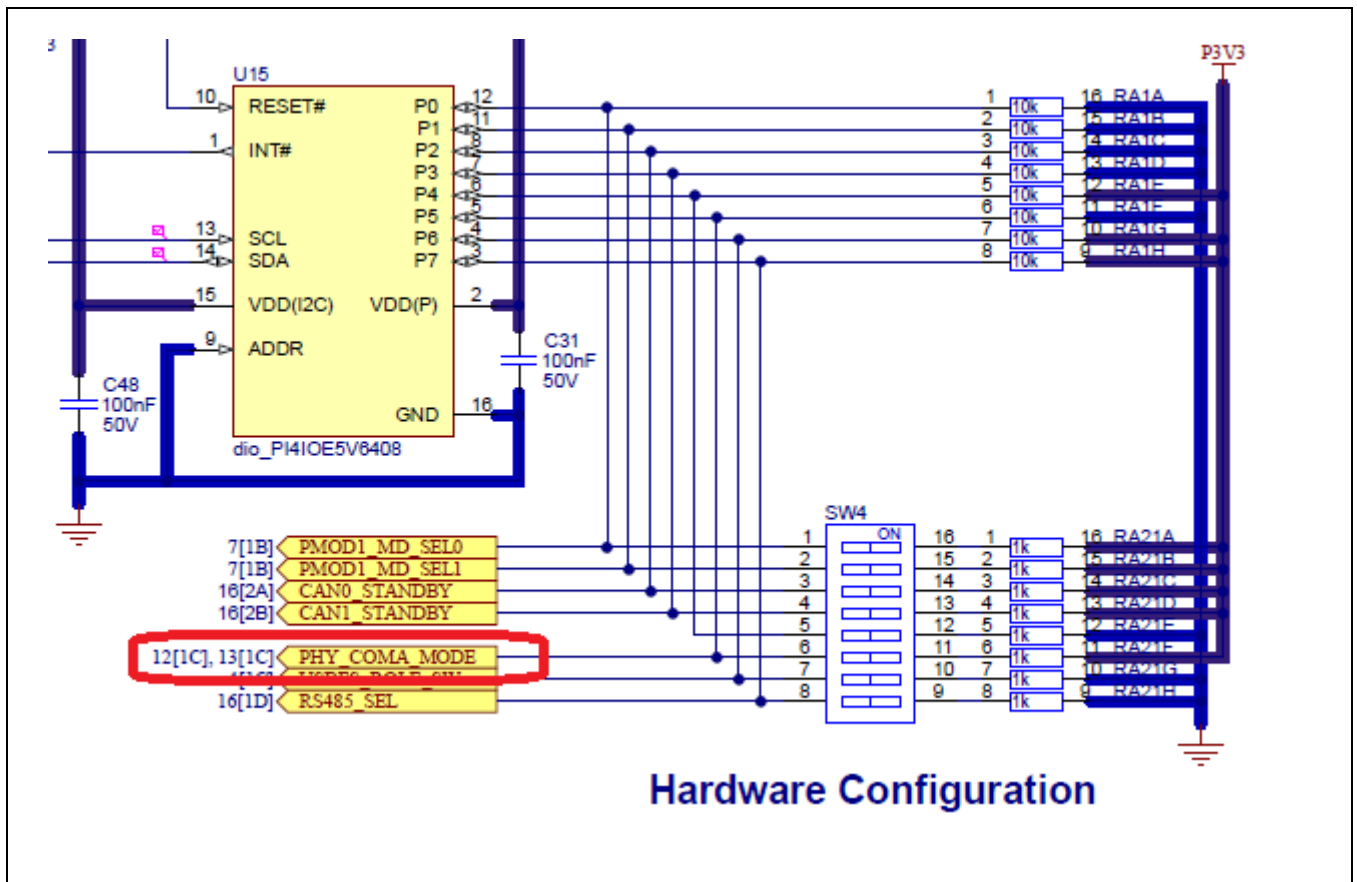 P3V3
U15
10 RESET# P0 12 1 10k 16 RA1A
P1 11 2 10k 15 RA1B
1 INT# P2 3 10k 14 RA1C
P3 4 10k 13 RA1D
P4 6 5 10k 12 RA1E
P5 5 6 10k 11 RA1F
13 SCL P6 4 7 10k 10 RA1G
14 SDA P7 3 8 10k 9 RA1H
15 VDD(I2C) VDD(P) 2
9 ADDR
C31
100nF
50V
C48
100nF
50V
GND 16
dio_PI4IOE5V6408
SW4
ON
7[1B] PMOD1_MD_SEL0 1 16 1 1k 16 RA21A
7[1B] PMOD1_MD_SEL1 2 15 2 1k 15 RA21B
16[2A] CAN0_STANDBY 3 14 3 1k 14 RA21C
16[2B] CAN1_STANDBY 4 13 4 1k 13 RA21D
5 12 5 1k 12 RA21E
12[1C], 13[1C] PHY_COMA_MODE 6 11 6 1k 11 RA21F
7 10 7 1k 10 RA21G
16[1D] RS485_SEL 8 9 8 1k 9 RA21H
Hardware Configuration